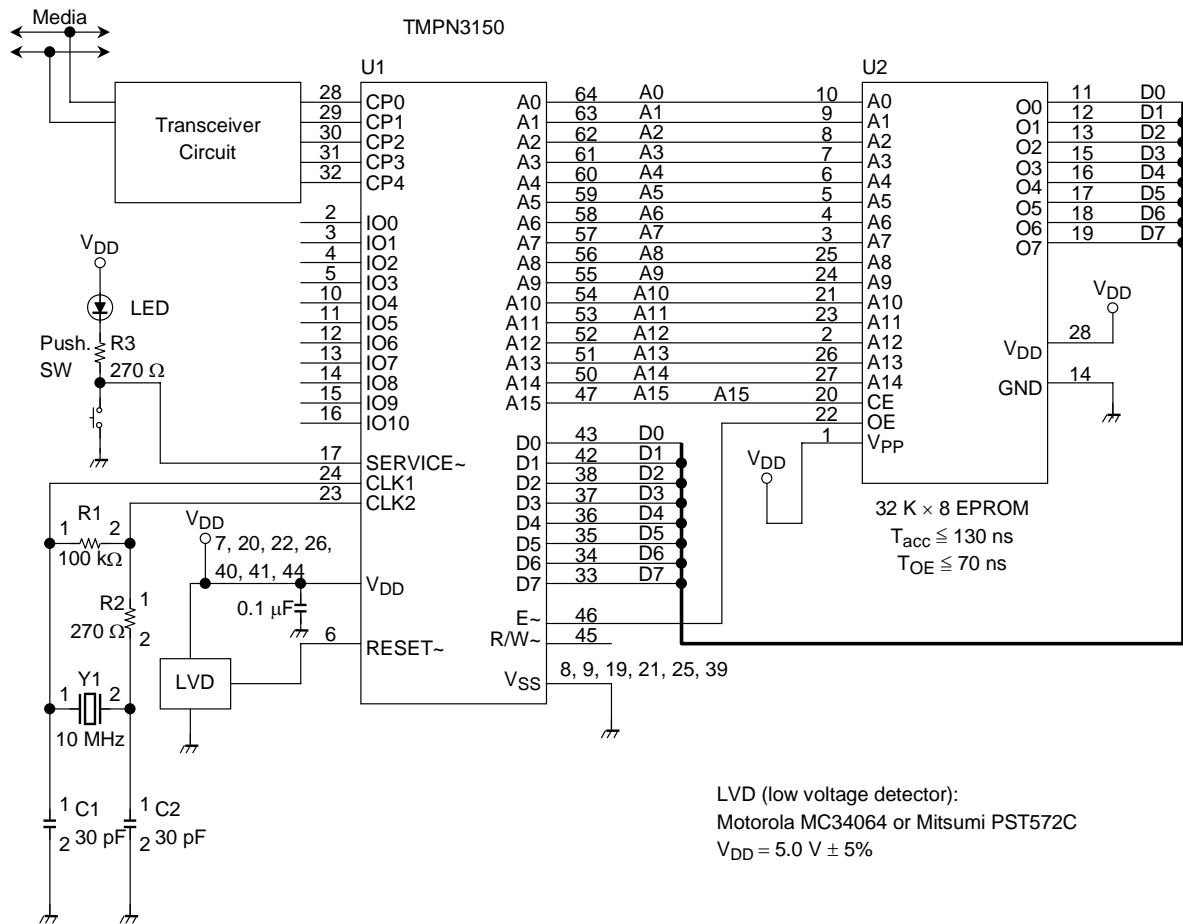 Media
TMPN3150
U1
U2
Transceiver
Circuit
28 CP0
29 CP1
30 CP2
31 CP3
32 CP4
2 IO0
3 IO1
4 IO2
5 IO3
10 IO4
11 IO5
12 IO6
13 IO7
14 IO8
15 IO9
16 IO10
17 SERVICE~
24 CLK1
23 CLK2
VDD
LED
Push.
SW
R3
270 Ω
1 R1 2
100 kΩ
R2 1
270 Ω
2
1 Y1 2
10 MHz
1 C1
2 30 pF
1 C2
2 30 pF
VDD
7, 20, 22, 26,
40, 41, 44
VDD
0.1 μF
6 RESET~
LVD
A0 64 A0 10 A0
A1 63 A1 9 A1
A2 62 A2 8 A2
A3 61 A3 7 A3
A4 60 A4 6 A4
A5 59 A5 5 A5
A6 58 A6 4 A6
A7 57 A7 3 A7
A8 56 A8 25 A8
A9 55 A9 24 A9
A10 54 A10 21 A10
A11 53 A11 23 A11
A12 52 A12 2 A12
A13 51 A13 26 A13
A14 50 A14 27 A14
A15 47 A15 A15 20 CE
22 OE
1 VPP
VDD
D0 43 D0
D1 42 D1
D2 38 D2
D3 37 D3
D4 36 D4
D5 35 D5
D6 34 D6
D7 33 D7
E~ 46
R/W~ 45
VSS 8, 9, 19, 21, 25, 39
O0 11 D0
O1 12 D1
O2 13 D2
O3 15 D3
O4 16 D4
O5 17 D5
O6 18 D6
O7 19 D7
VDD
VDD 28
GND 14
32 K × 8 EPROM
Tacc ≦ 130 ns
TOE ≦ 70 ns
LVD (low voltage detector):
Motorola MC34064 or Mitsumi PST572C
VDD = 5.0 V ± 5%